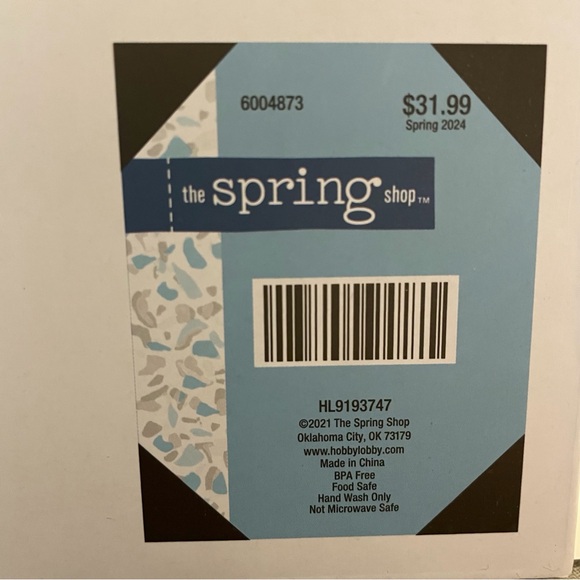 6004873
$31.99
Spring 2024
the spring shop™
HL9193747
©2021 The Spring Shop
Oklahoma City, OK 73179
www.hobbylobby.com
Made in China
BPA Free
Food Safe
Hand Wash Only
Not Microwave Safe